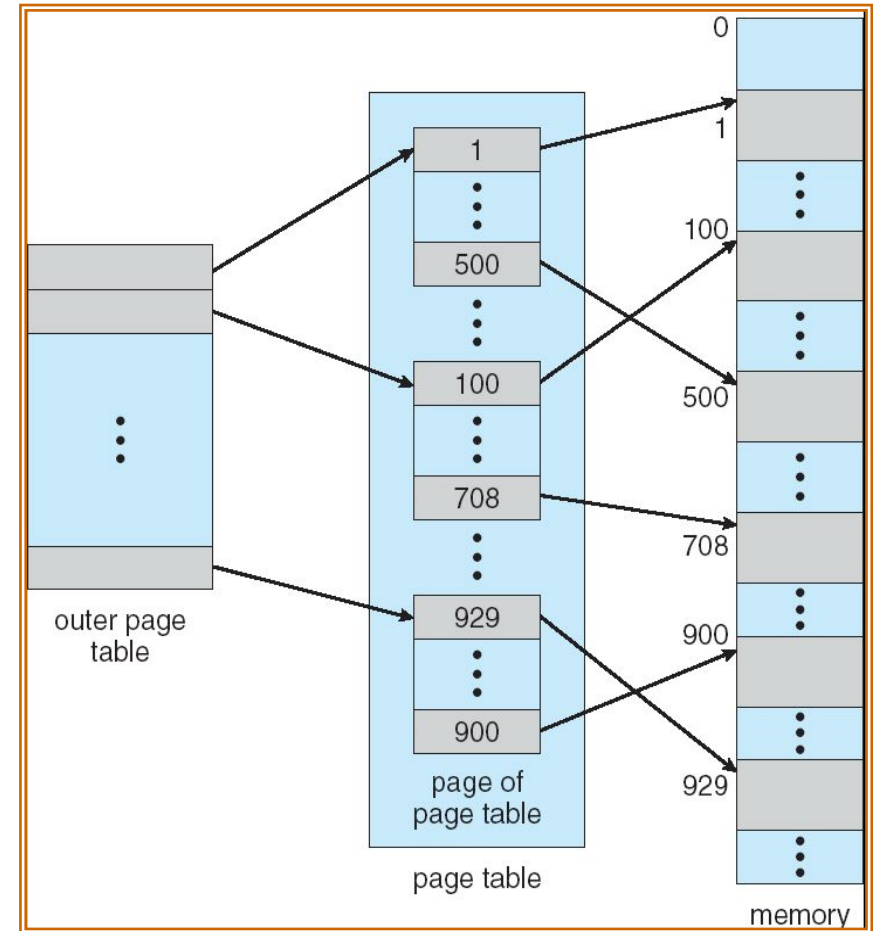 0
1
1
100
500
500
100
708
708
929
900
900
929
outer page
table
page of
page table
page table
memory